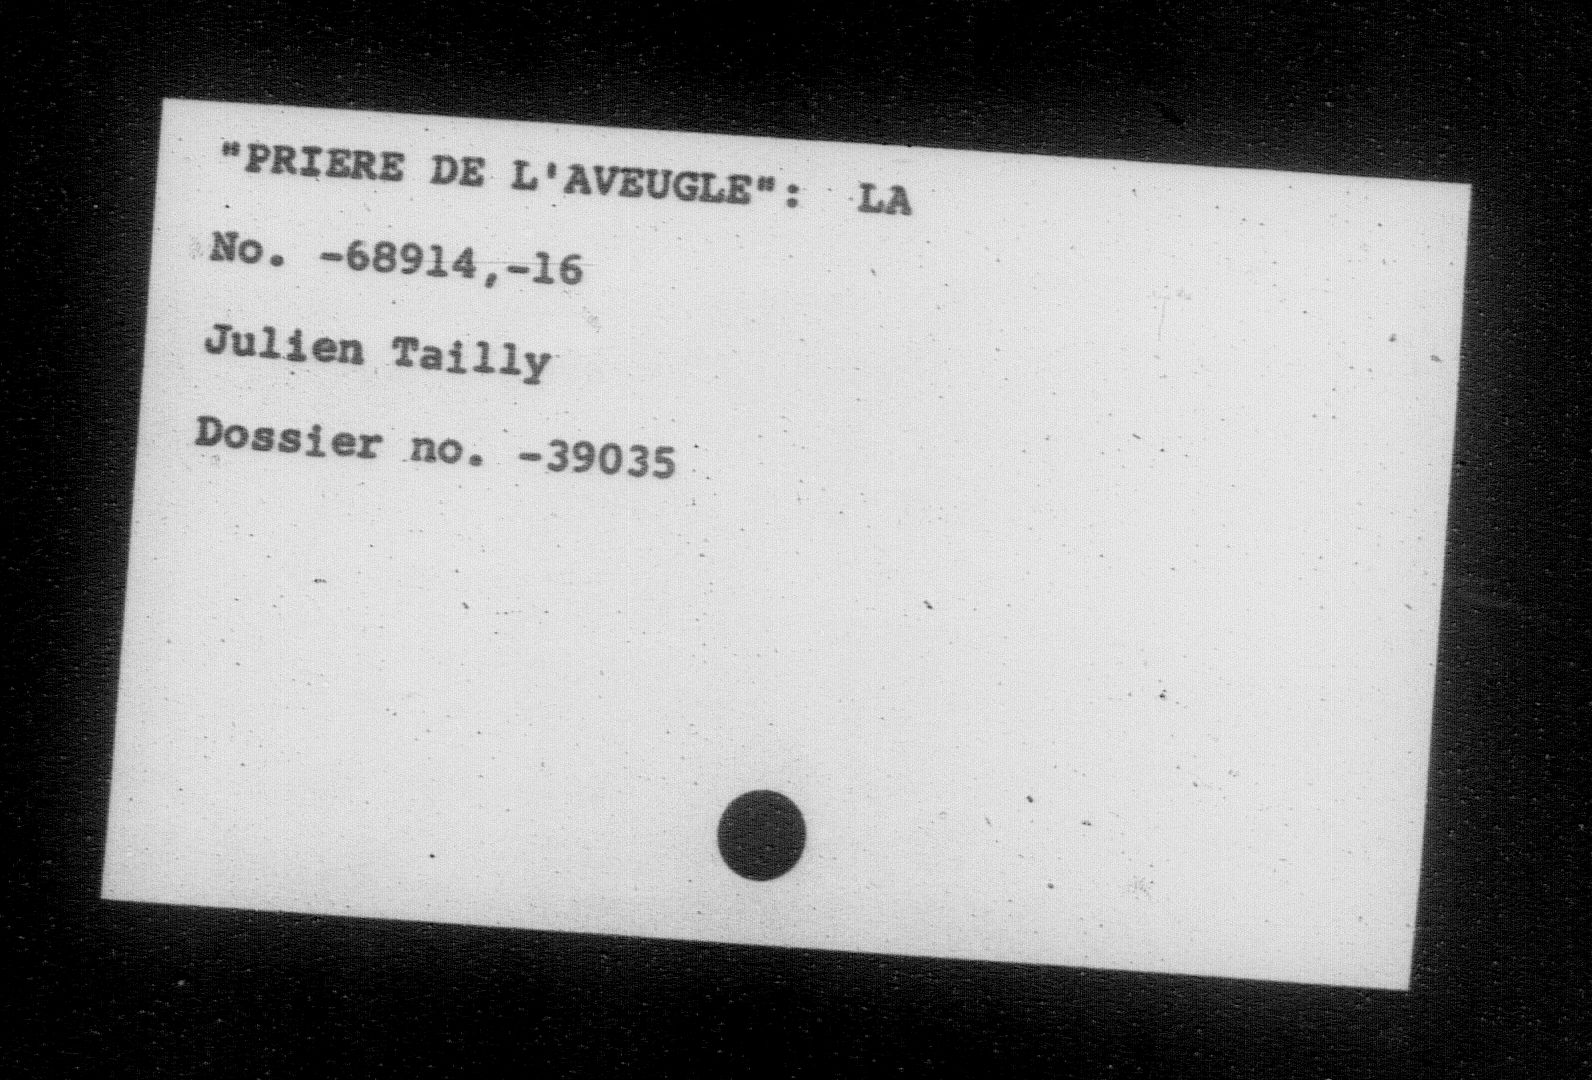 "PRIERE DE L'AVEUGLE": LA
No. -68914,-16
Julien Tailly
Dossier no. -39035